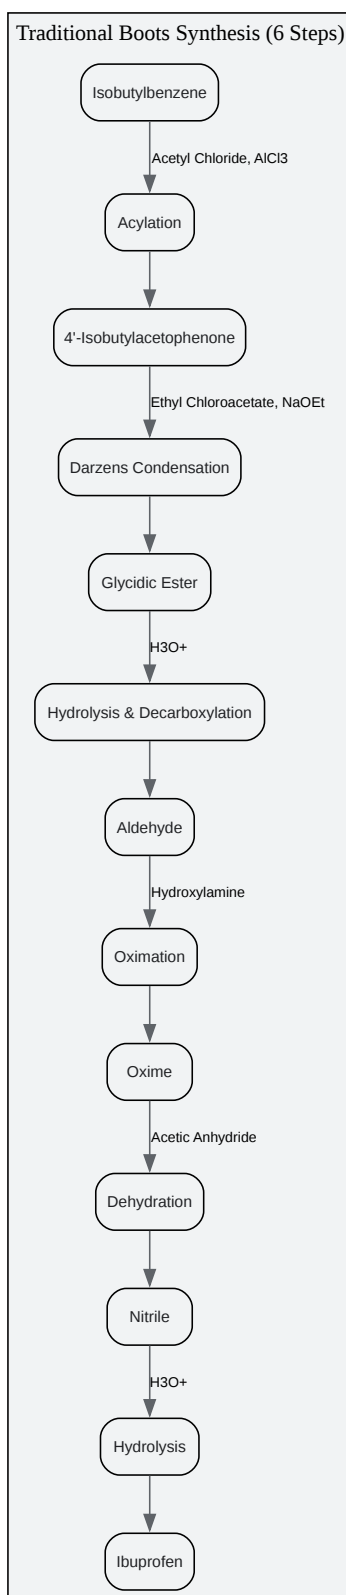 Traditional Boots Synthesis (6 Steps)
Isobutylbenzene
Acetyl Chloride, AlCl3
Acylation
4'-Isobutylacetophenone
Ethyl Chloroacetate, NaOEt
Darzens Condensation
Glycidic Ester
H3O+
Hydrolysis & Decarboxylation
Aldehyde
Hydroxylamine
Oximation
Oxime
Acetic Anhydride
Dehydration
Nitrile
H3O+
Hydrolysis
Ibuprofen